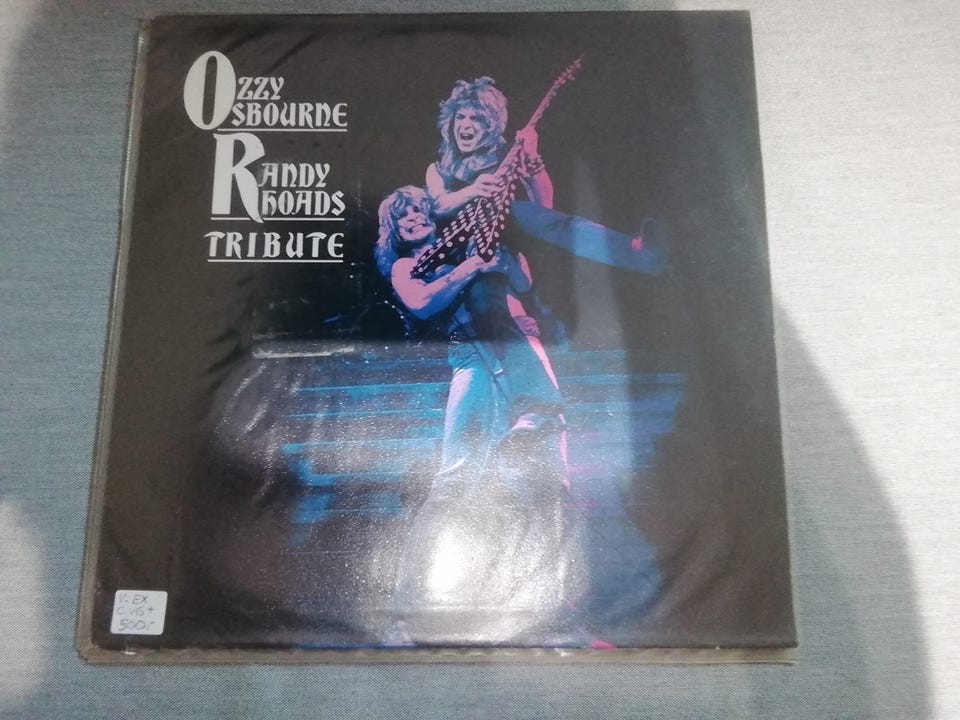 OZZY
OSBOURNE
RANDY
RHOADS
TRIBUTE
V. EX
C. VG+
500:-